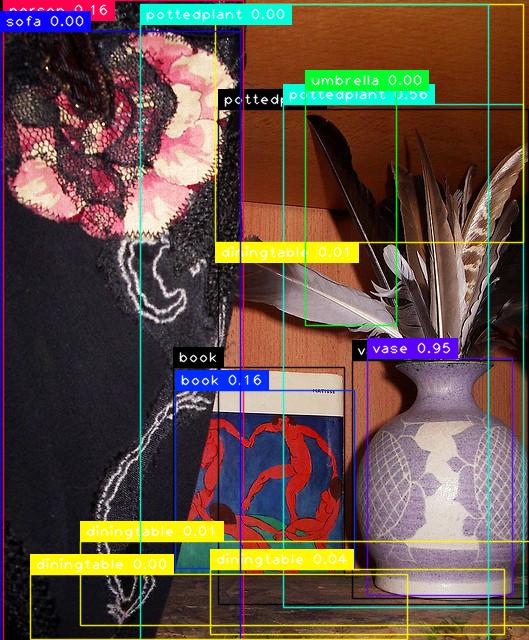 person 0.16
sofa 0.00
pottedplant 0.00
umbrella 0.00
pottedplant 0.56
diningtable 0.01
vase 0.95
book
book 0.16
MATISSE
diningtable 0.01
diningtable 0.04
diningtable 0.00